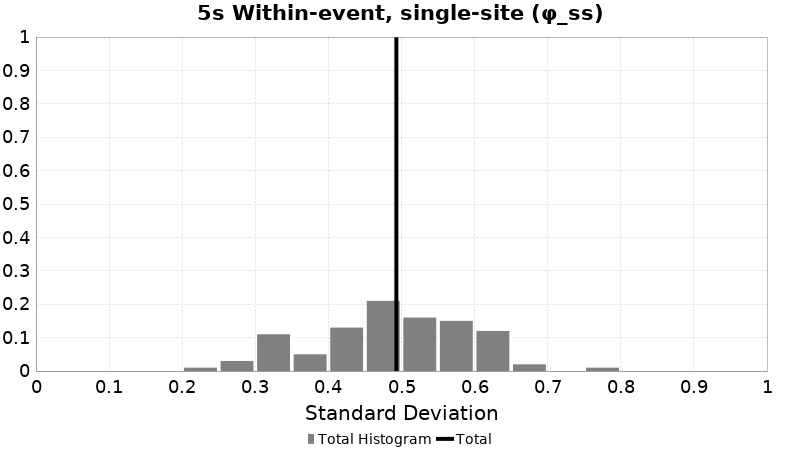 5s Within-event, single-site (φ_ss)
1
0.9
0.8
0.7
0.6
0.5
0.4
0.3
0.2
0.1
0
0 0.1 0.2 0.3 0.4 0.5 0.6 0.7 0.8 0.9 1
Standard Deviation
Total Histogram Total